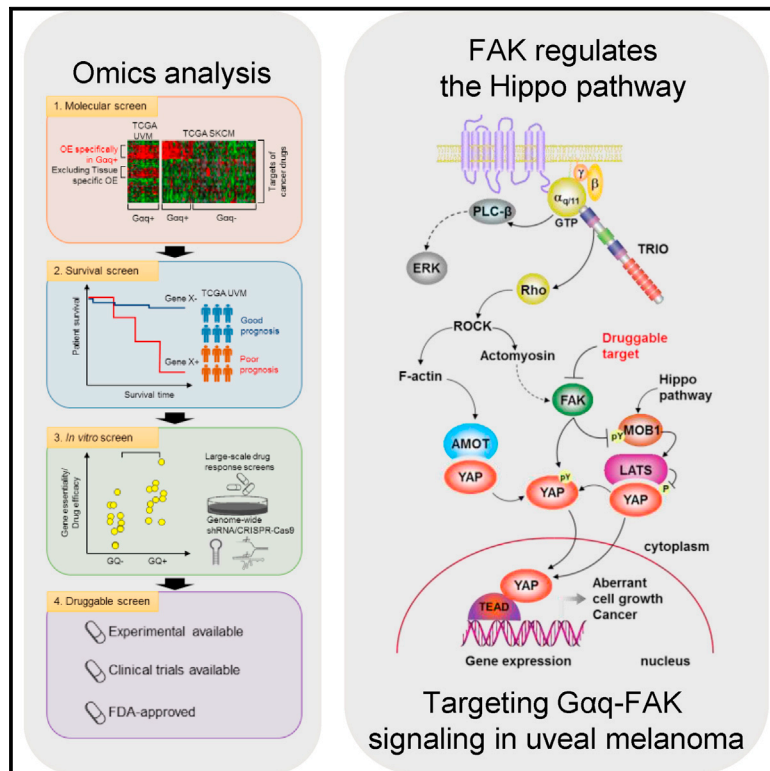 Omics analysis
1. Molecular screen
TCGA
UVM
TCGA SKCM
OE specifically
in Gαq+
Excluding Tissue
specific OE
Targets of
cancer drugs
Gαq+
Gαq+
Gαq-
2. Survival screen
Patient survival
Gene X-
Gene X+
Survival time
TCGA UVM
Good
prognosis
Poor
prognosis
3. In vitro screen
Gene essentiality/
Drug efficacy
GQ-
GQ+
Large-scale drug
response screens
Genome-wide
shRNA/CRISPR-Cas9
4. Druggable screen
Experimental available
Clinical trials available
FDA-approved
FAK regulates
the Hippo pathway
γ
β
αq/11
GTP
PLC-β
TRIO
ERK
Rho
ROCK
Actomyosin
Druggable
target
F-actin
FAK
Hippo
pathway
pY
MOB1
AMOT
YAP
pY
YAP
LATS
P
YAP
cytoplasm
YAP
TEAD
Aberrant
cell growth
Cancer
Gene expression
nucleus
Targeting Gαq-FAK
signaling in uveal melanoma